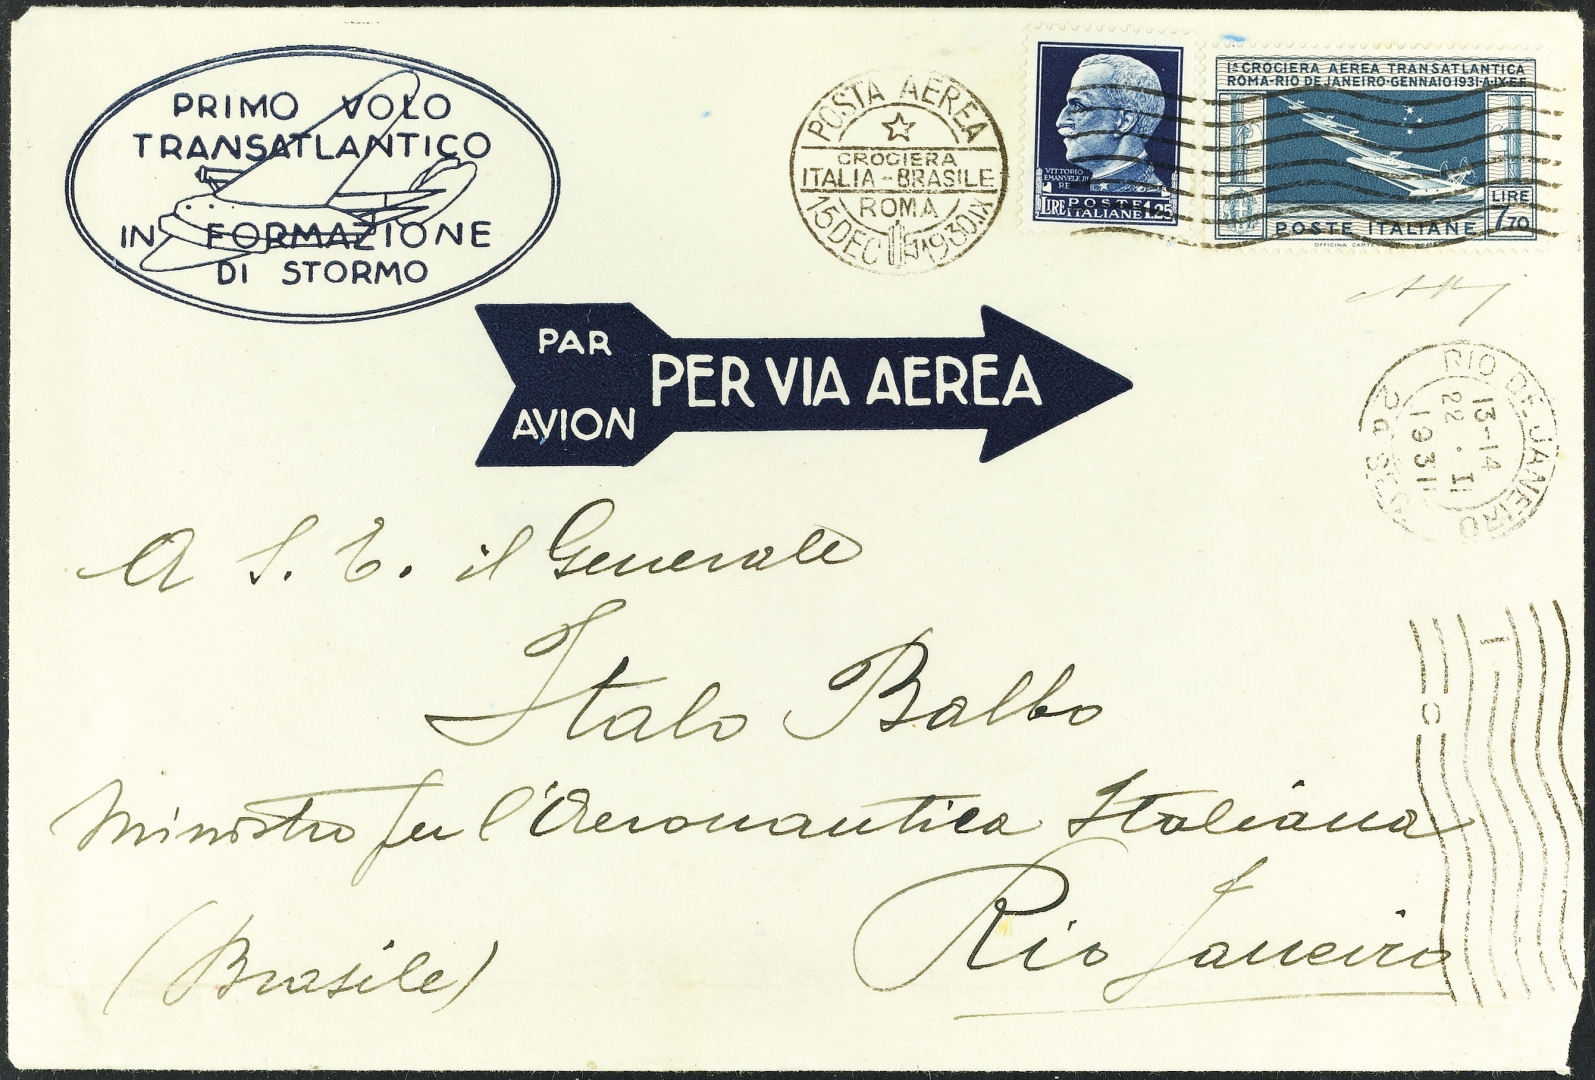 PRIMO VOLO
TRANSATLANTICO
IN FORMAZIONE
DI STORMO
POSTA AEREA
CROCIERA
ITALIA-BRASILE
ROMA
15 DEC 1930 IX
VITTORIO
EMANUELE III
RE
LIRE POSTE ITALIANE 1.25
Iª CROCIERA AEREA TRANSATLANTICA
ROMA-RIO DE JANEIRO-GENNAIO 1931-A.IX E.F.
LIRE
7,70
POSTE ITALIANE
PAR
AVION
PER VIA AEREA
RIO DE JANEIRO
13-14
22.I
1931
A S. E. il Generale
Italo Balbo
Ministro per l'Aeronautica Italiana
Rio Janeiro
(Brasile)